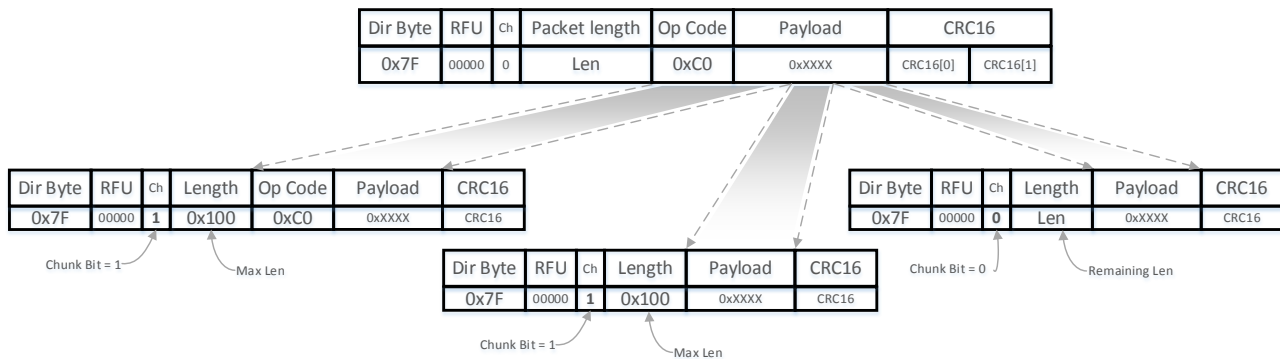 Dir Byte RFU Ch Packet length Op Code Payload CRC16
0x7F 00000 0 Len 0xC0 0xXXXX CRC16[0] CRC16[1]
Dir Byte RFU Ch Length Op Code Payload CRC16
0x7F 00000 1 0x100 0xC0 0xXXXX CRC16
Chunk Bit = 1
Max Len
Dir Byte RFU Ch Length Payload CRC16
0x7F 00000 1 0x100 0xXXXX CRC16
Chunk Bit = 1
Max Len
Dir Byte RFU Ch Length Payload CRC16
0x7F 00000 0 Len 0xXXXX CRC16
Chunk Bit = 0
Remaining Len